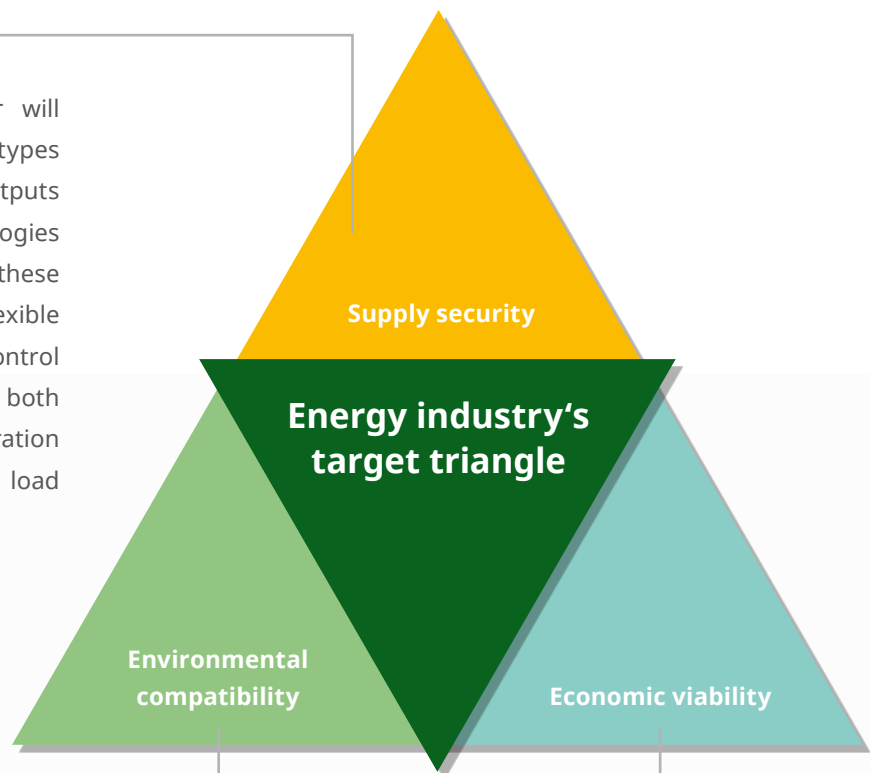 r will
types
tputs
ogies
these
exible
ontrol
both
ration
load
Supply security
Energy industry‘s
target triangle
Environmental
compatibility
Economic viability